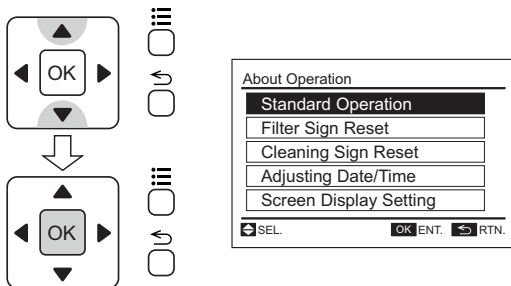 OK
OK
About Operation
Standard Operation
Filter Sign Reset
Cleaning Sign Reset
Adjusting Date/Time
Screen Display Setting
SEL. OK ENT. RTN.